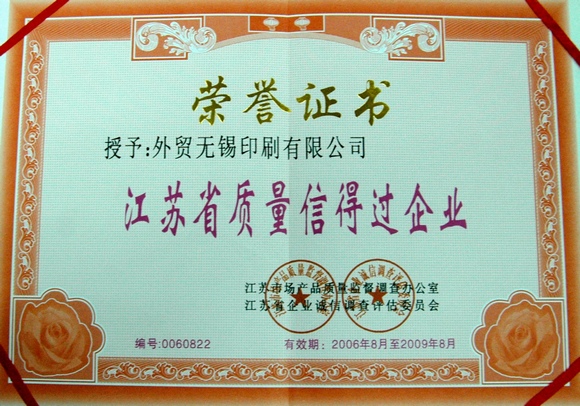 荣誉证书
授予:外贸无锡印刷有限公司
江苏省质量信得过企业
江苏市场产品质量监督调查办公室
江苏省企业诚信调查评估委员会
编号:0060822 有效期: 2006年8月至2009年8月